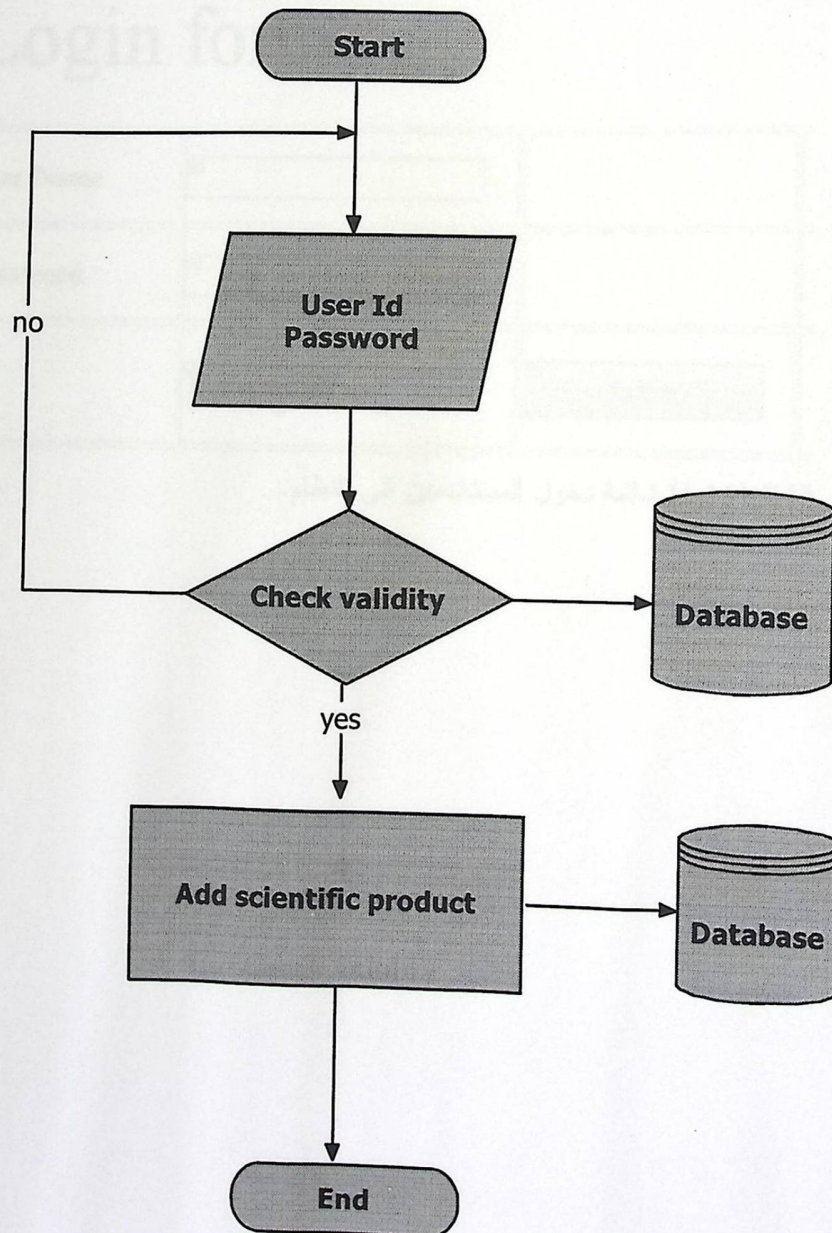 Start
no
User Id
Password
Check validity
Database
yes
Add scientific product
Database
End